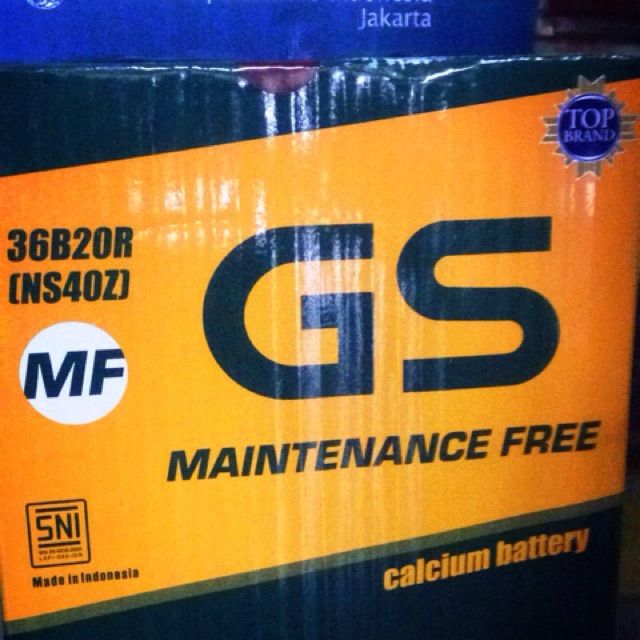 Jakarta
TOP
BRAND
36B20R
(NS40Z)
GS
MF
MAINTENANCE FREE
SNI
Made in Indonesia
calcium battery